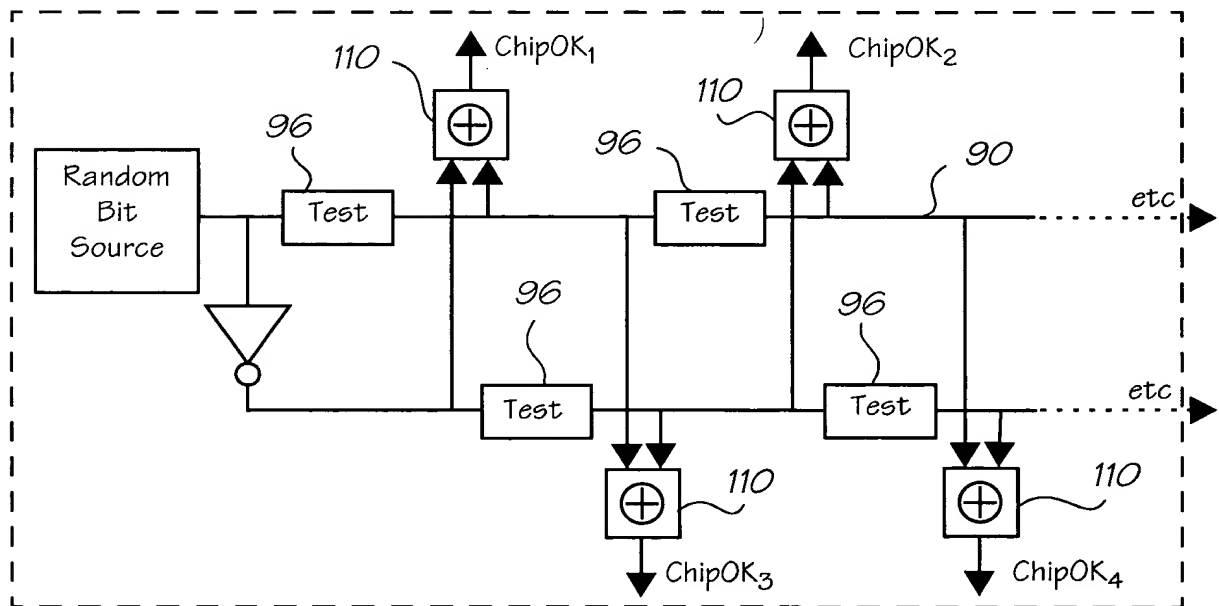 ChipOK₁
ChipOK₂
110
110
96
96
90
Random
Bit
Source
Test
Test
etc
96
96
Test
Test
etc
110
110
ChipOK₃
ChipOK₄